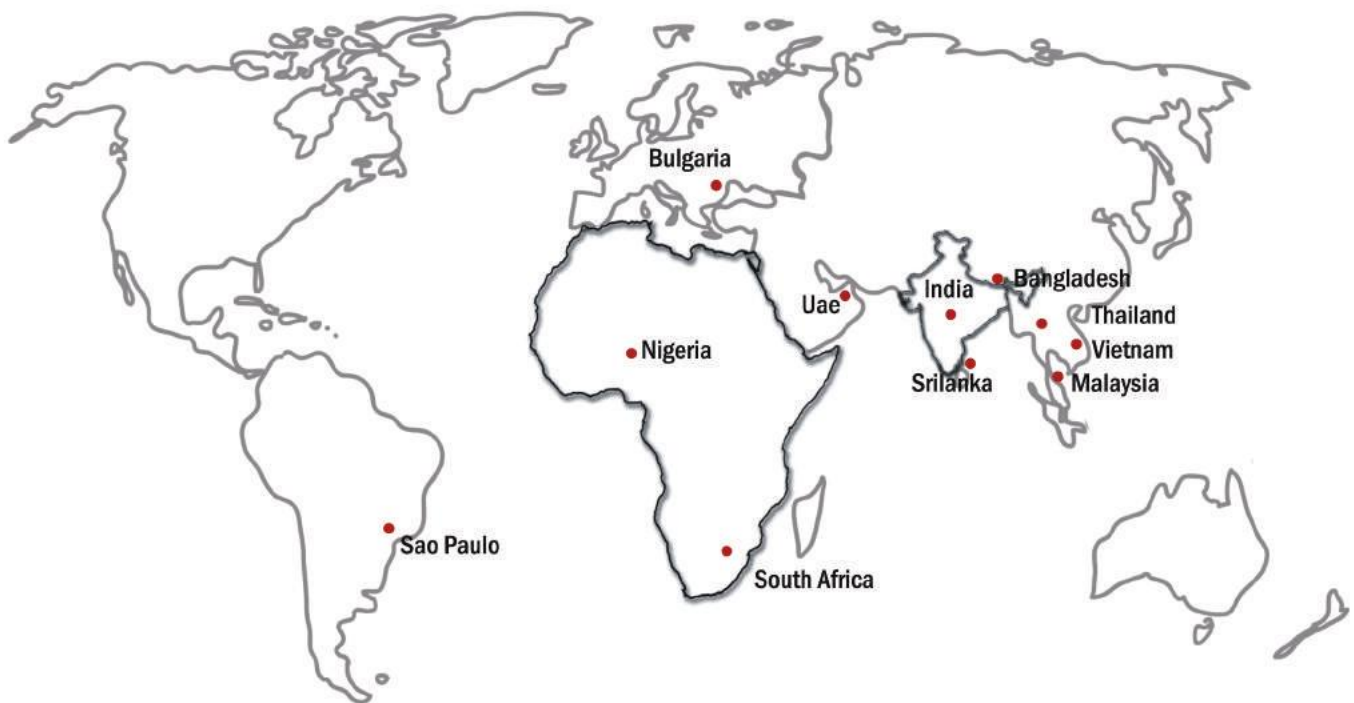 Bulgaria
Bangladesh
India
Uae
Thailand
Nigeria
Vietnam
Srilanka
Malaysia
Sao Paulo
South Africa